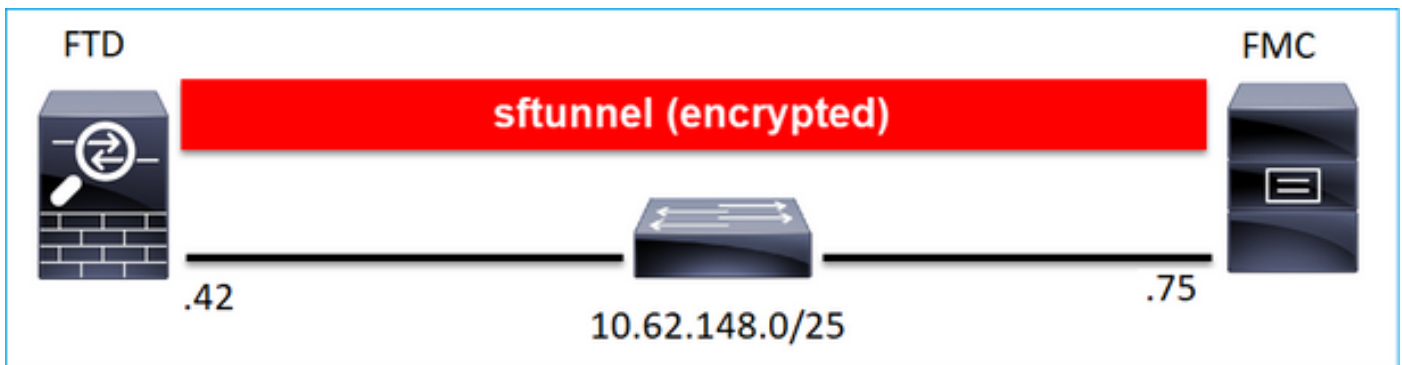 FTD
FMC
sftunnel (encrypted)
.42
.75
10.62.148.0/25